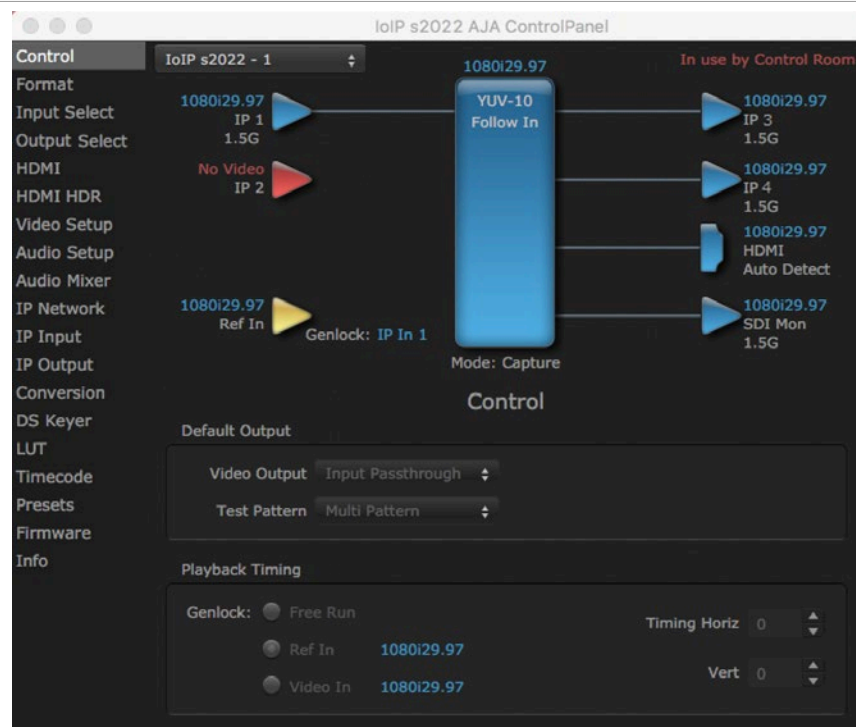 IoIP s2022 AJA ControlPanel
Control
Format
Input Select
Output Select
HDMI
HDMI HDR
Video Setup
Audio Setup
Audio Mixer
IP Network
IP Input
IP Output
Conversion
DS Keyer
LUT
Timecode
Presets
Firmware
Info
IoIP s2022 - 1
In use by Control Room
1080i29.97
YUV-10
Follow In
1080i29.97
IP 1
1.5G
No Video
IP 2
1080i29.97
Ref In
Genlock: IP In 1
Mode: Capture
1080i29.97
IP 3
1.5G
1080i29.97
IP 4
1.5G
1080i29.97
HDMI
Auto Detect
1080i29.97
SDI Mon
1.5G
Control
Default Output
Video Output Input Passthrough
Test Pattern Multi Pattern
Playback Timing
Genlock: Free Run
Ref In 1080i29.97
Video In 1080i29.97
Timing Horiz 0
Vert 0